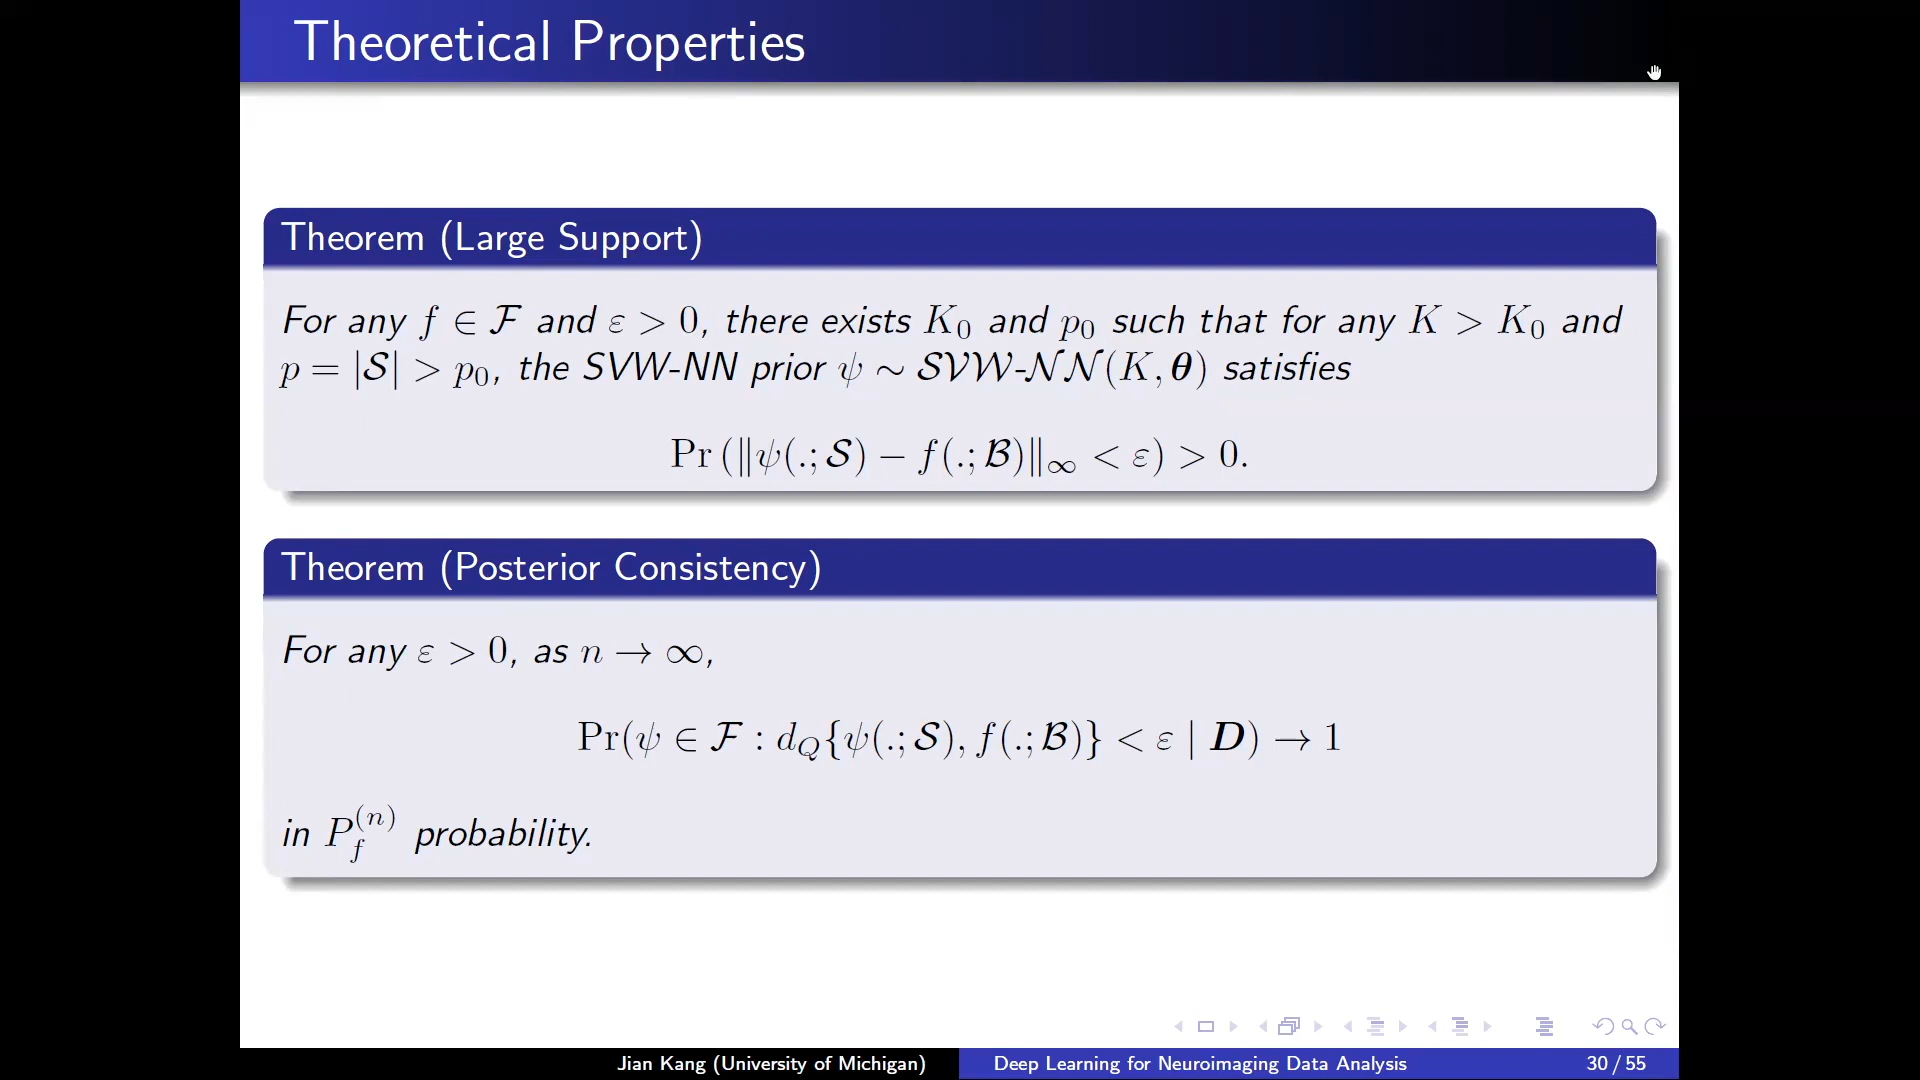 Theoretical Properties
Theorem (Large Support)
For any f ∈ ℱ and ε > 0, there exists K₀ and p₀ such that for any K > K₀ and
p = |𝒮| > p₀, the SVW-NN prior ψ ∼ 𝒮𝒱𝒲-𝒩𝒩(K, 𝜽) satisfies
Pr (‖ψ(.; 𝒮) − f(.; ℬ)‖∞ < ε) > 0.
Theorem (Posterior Consistency)
For any ε > 0, as n → ∞,
Pr(ψ ∈ ℱ : d_Q{ψ(.; 𝒮), f(.; ℬ)} < ε | 𝑫) → 1
in P_f^(n) probability.
Jian Kang (University of Michigan) Deep Learning for Neuroimaging Data Analysis 30 / 55